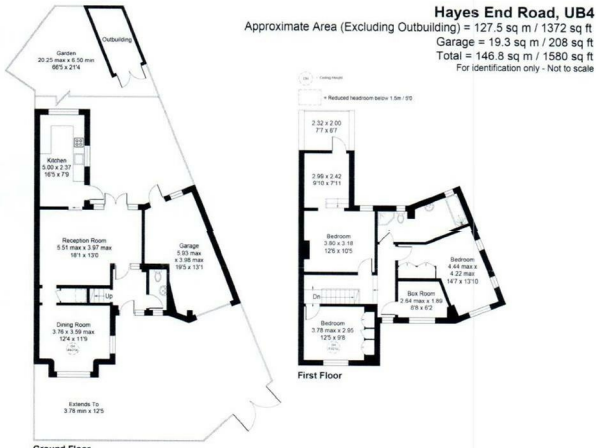 Hayes End Road, UB4
Approximate Area (Excluding Outbuilding) = 127.5 sq m / 1372 sq ft
Garage = 19.3 sq m / 208 sq ft
Total = 146.8 sq m / 1580 sq ft
For identification only - Not to scale
Outbuilding
Garden
20.25 max x 6.50 min
66'5 x 21'4
= Ceiling Height
= Reduced headroom below 1.5m / 5'0
2.32 x 2.00
7'7 x 6'7
Kitchen
5.00 x 2.37
16'5 x 7'9
2.99 x 2.42
9'10 x 7'11
Reception Room
5.51 max x 3.97 max
18'1 x 13'0
Garage
5.93 max
x 3.98 max
19'5 x 13'1
Bedroom
3.80 x 3.18
12'6 x 10'5
Bedroom
4.44 max x
4.22 max
14'7 x 13'10
Up
Dn
Box Room
2.64 max x 1.89
8'8 x 6'2
Dining Room
3.76 x 3.59 max
12'4 x 11'9
Bedroom
3.78 max x 2.95
12'5 x 9'8
First Floor
Extends To
3.78 min x 12'5
Ground Floor